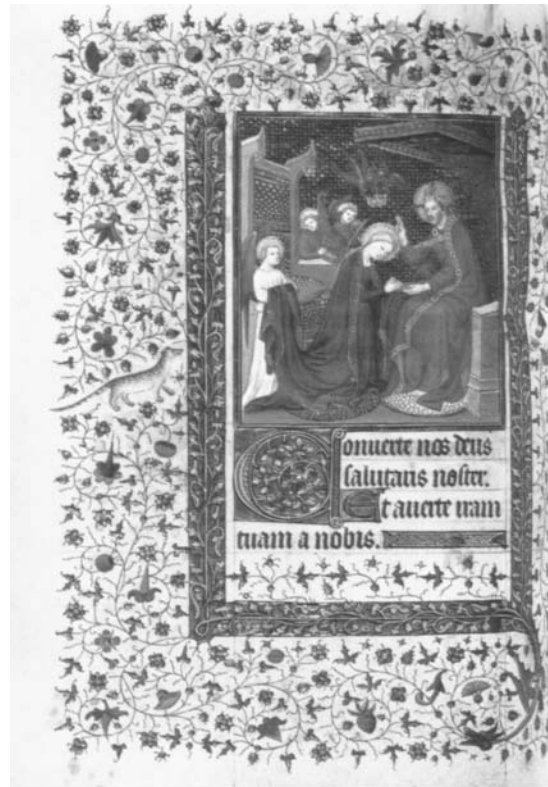 Conuerte nos deus
salutaris noster.
Et auerte iram
tuam a nobis.